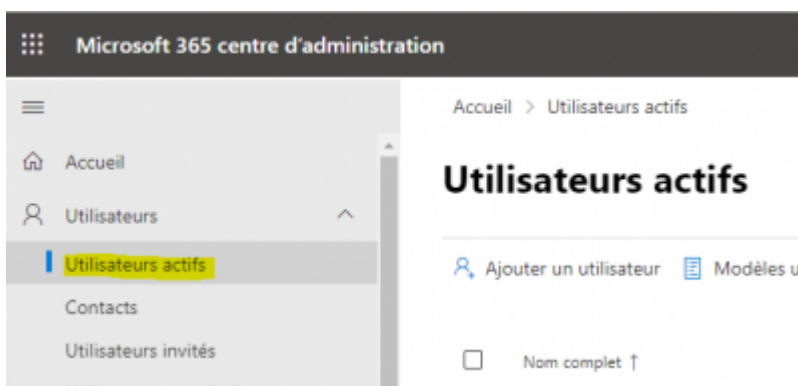 Microsoft 365 centre d'administration
Accueil > Utilisateurs actifs
Accueil
Utilisateurs actifs
Utilisateurs
Utilisateurs actifs
Ajouter un utilisateur Modèles u
Contacts
Utilisateurs invités
Nom complet ↑